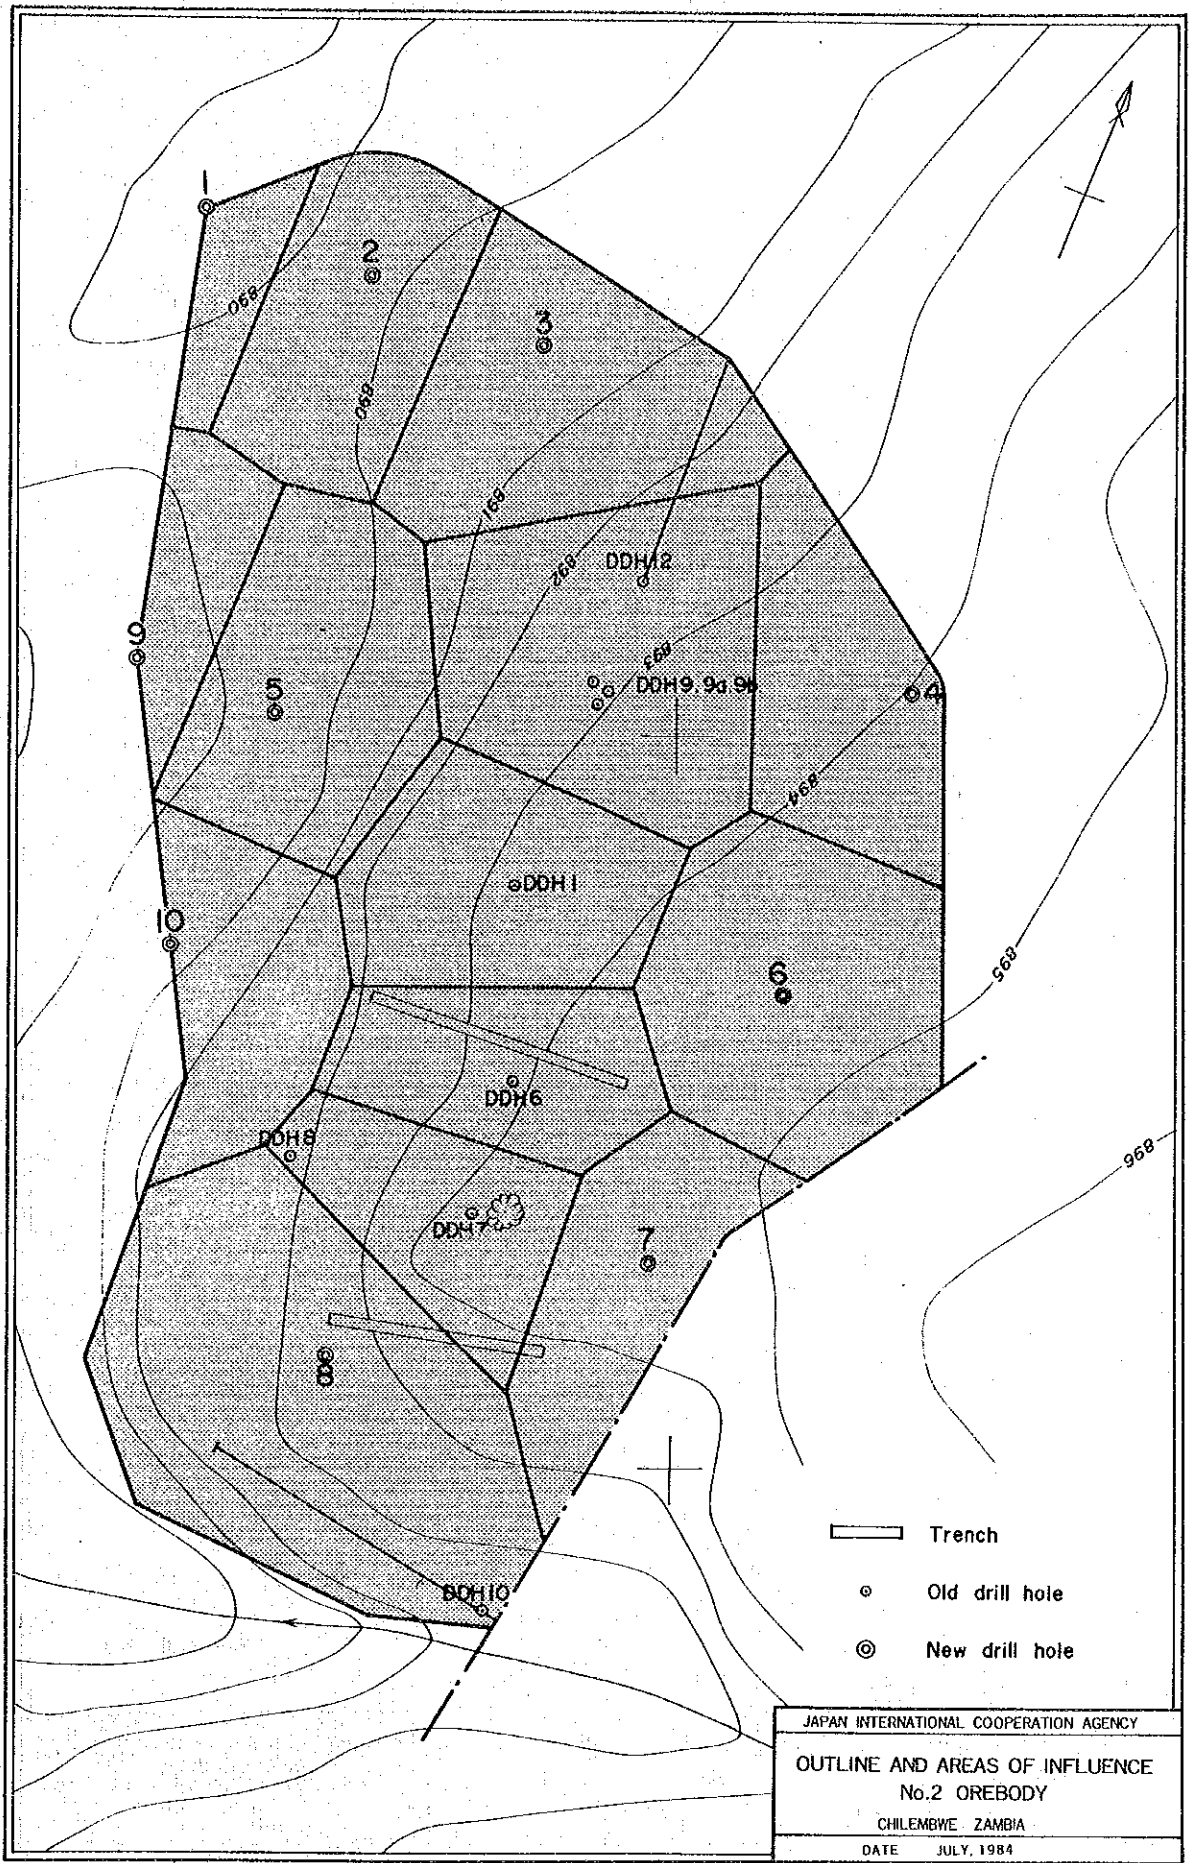 1
2
890
3
890
891
892
DDH12
9
893
DDH9.9a.9b
5
4
894
DDH1
10
895
6
DDH6
DDH8
896
DDH7
7
8
Trench
DDH10
Old drill hole
New drill hole
JAPAN INTERNATIONAL COOPERATION AGENCY
OUTLINE AND AREAS OF INFLUENCE
No.2 OREBODY
CHILEMBWE ZAMBIA
DATE JULY, 1984